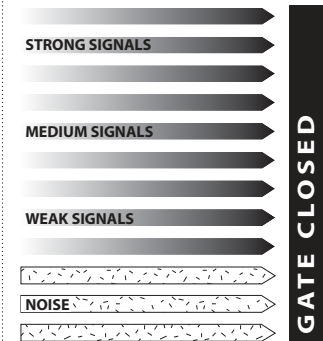 STRONG SIGNALS
MEDIUM SIGNALS
WEAK SIGNALS
NOISE
GATE CLOSED